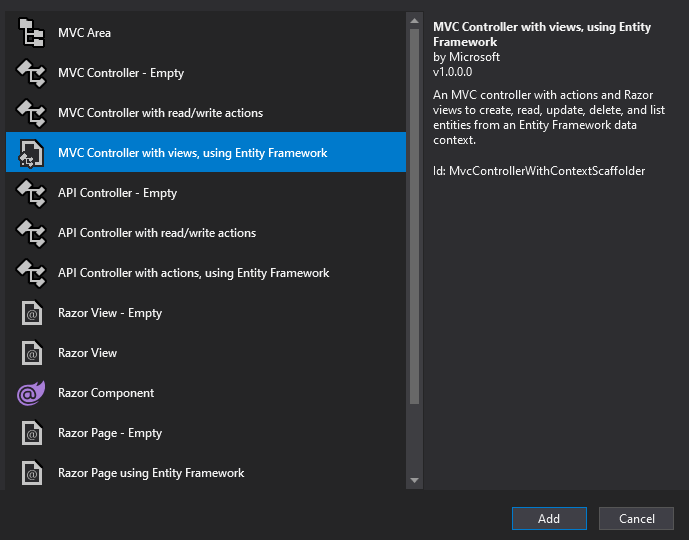 MVC Area
MVC Controller - Empty
MVC Controller with read/write actions
MVC Controller with views, using Entity Framework
API Controller - Empty
API Controller with read/write actions
API Controller with actions, using Entity Framework
Razor View - Empty
Razor View
Razor Component
Razor Page - Empty
Razor Page using Entity Framework
MVC Controller with views, using Entity
Framework
by Microsoft
v1.0.0.0
An MVC controller with actions and Razor
views to create, read, update, delete, and list
entities from an Entity Framework data
context.
Id: MvcControllerWithContextScaffolder
Add
Cancel